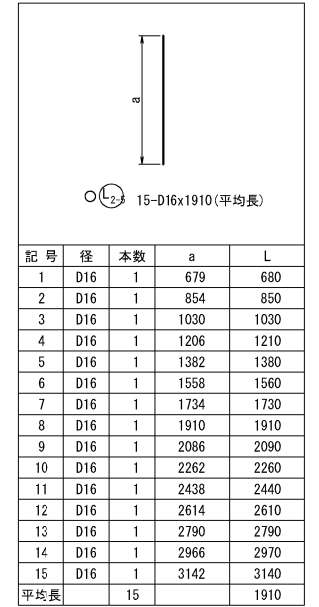 a
L2-5 15-D16x1910(平均長)
記号 径 本数 a L
1 D16 1 679 680
2 D16 1 854 850
3 D16 1 1030 1030
4 D16 1 1206 1210
5 D16 1 1382 1380
6 D16 1 1558 1560
7 D16 1 1734 1730
8 D16 1 1910 1910
9 D16 1 2086 2090
10 D16 1 2262 2260
11 D16 1 2438 2440
12 D16 1 2614 2610
13 D16 1 2790 2790
14 D16 1 2966 2970
15 D16 1 3142 3140
平均長 15 1910